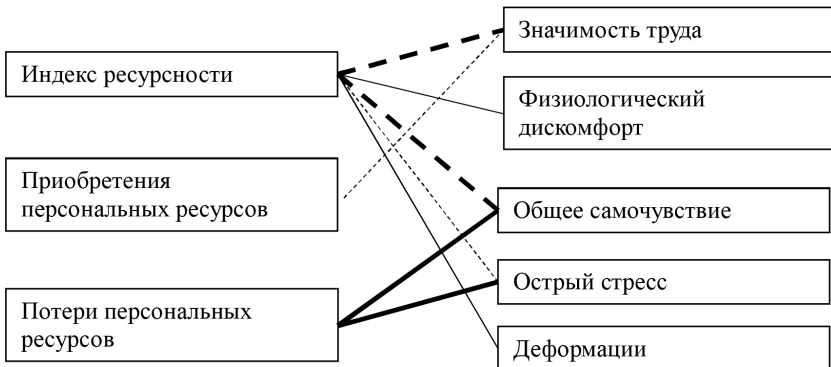 Индекс ресурсности
Приобретения
персональных ресурсов
Потери персональных
ресурсов
Значимость труда
Физиологический
дискомфорт
Общее самочувствие
Острый стресс
Деформации